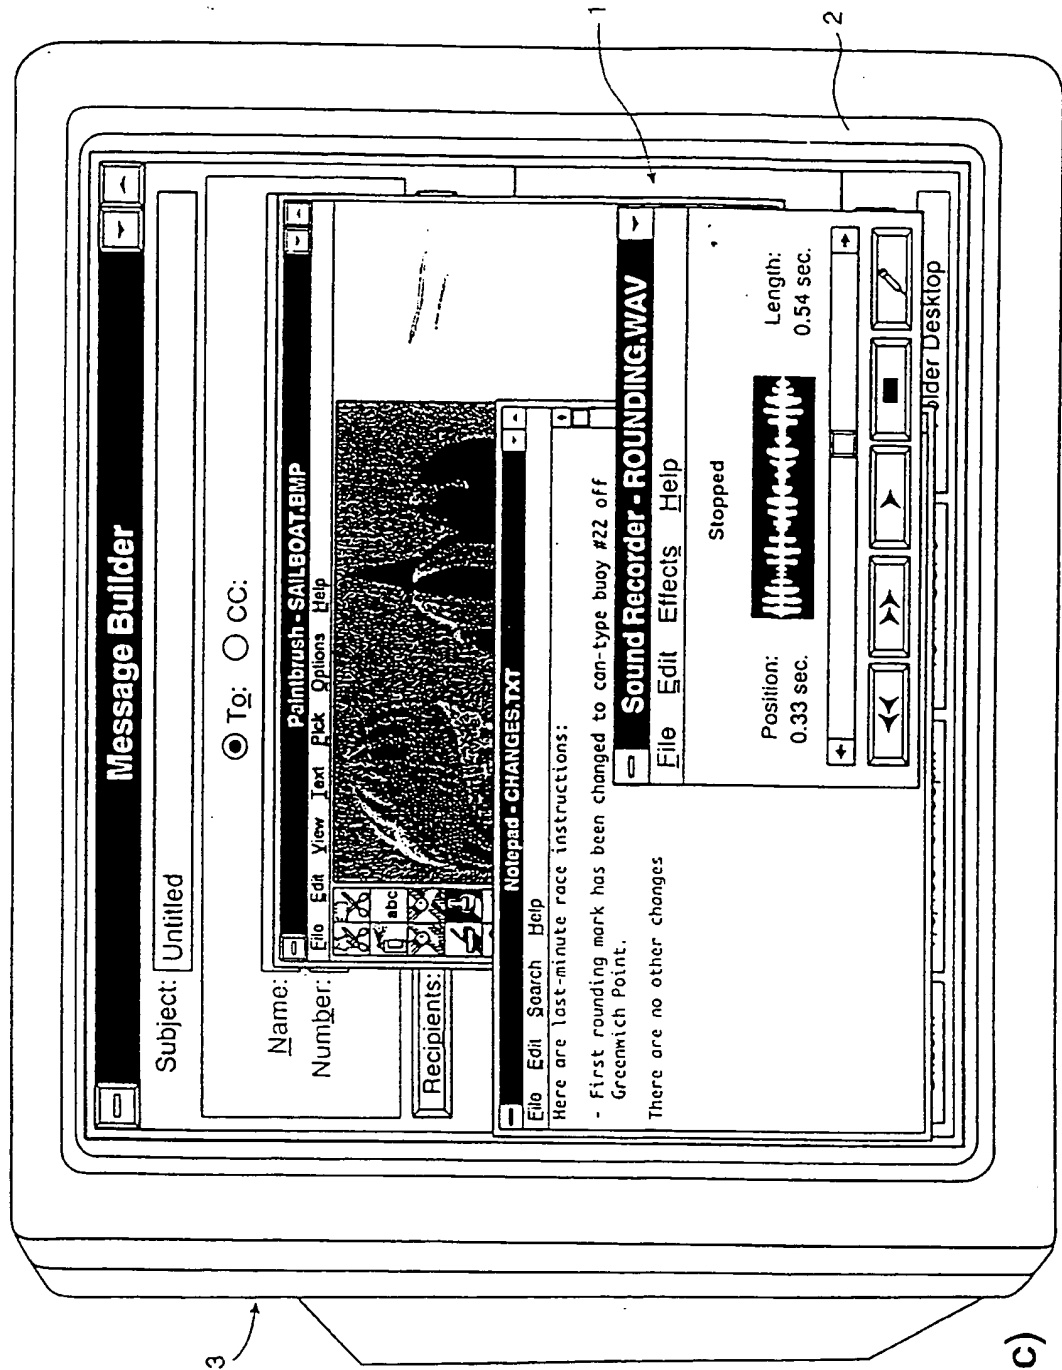 Message Builder
Subject: Untitled
To: CC:
Name:
Number:
Recipients:
Paintbrush - SAILBOAT.BMP
File Edit View Text Pick Options Help
abc
Notepad - CHANGES.TXT
File Edit Search Help
Here are last-minute race instructions:
- First rounding mark has been changed to can-type buoy #22 off
Greenwich Point.
There are no other changes
Sound Recorder - ROUNDING.WAV
File Edit Effects Help
Stopped
Position:
0.33 sec.
Length:
0.54 sec.
Desktop
1
2
3
c)